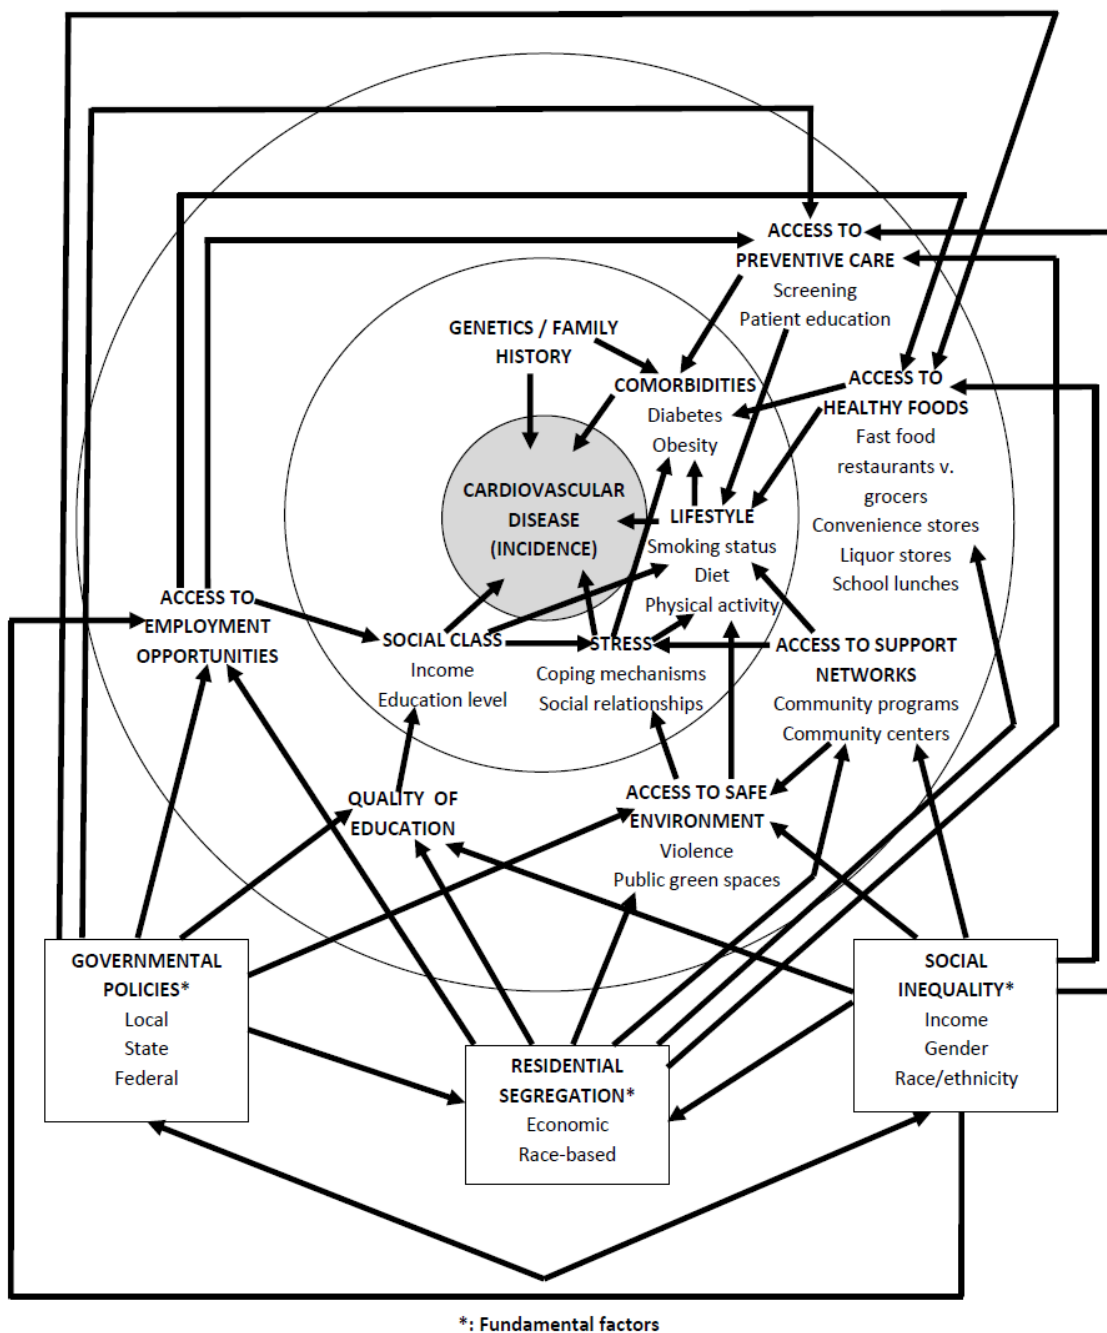 ACCESS TO
PREVENTIVE CARE
Screening
Patient education
GENETICS / FAMILY
HISTORY
COMORBIDITIES
Diabetes
Obesity
ACCESS TO
HEALTHY FOODS
Fast food
restaurants v.
grocers
Convenience stores
Liquor stores
School lunches
CARDIOVASCULAR
DISEASE
(INCIDENCE)
LIFESTYLE
Smoking status
Diet
Physical activity
ACCESS TO
EMPLOYMENT
OPPORTUNITIES
SOCIAL CLASS
Income
Education level
STRESS
Coping mechanisms
Social relationships
ACCESS TO SUPPORT
NETWORKS
Community programs
Community centers
QUALITY OF
EDUCATION
ACCESS TO SAFE
ENVIRONMENT
Violence
Public green spaces
GOVERNMENTAL
POLICIES*
Local
State
Federal
RESIDENTIAL
SEGREGATION*
Economic
Race-based
SOCIAL
INEQUALITY*
Income
Gender
Race/ethnicity
*: Fundamental factors